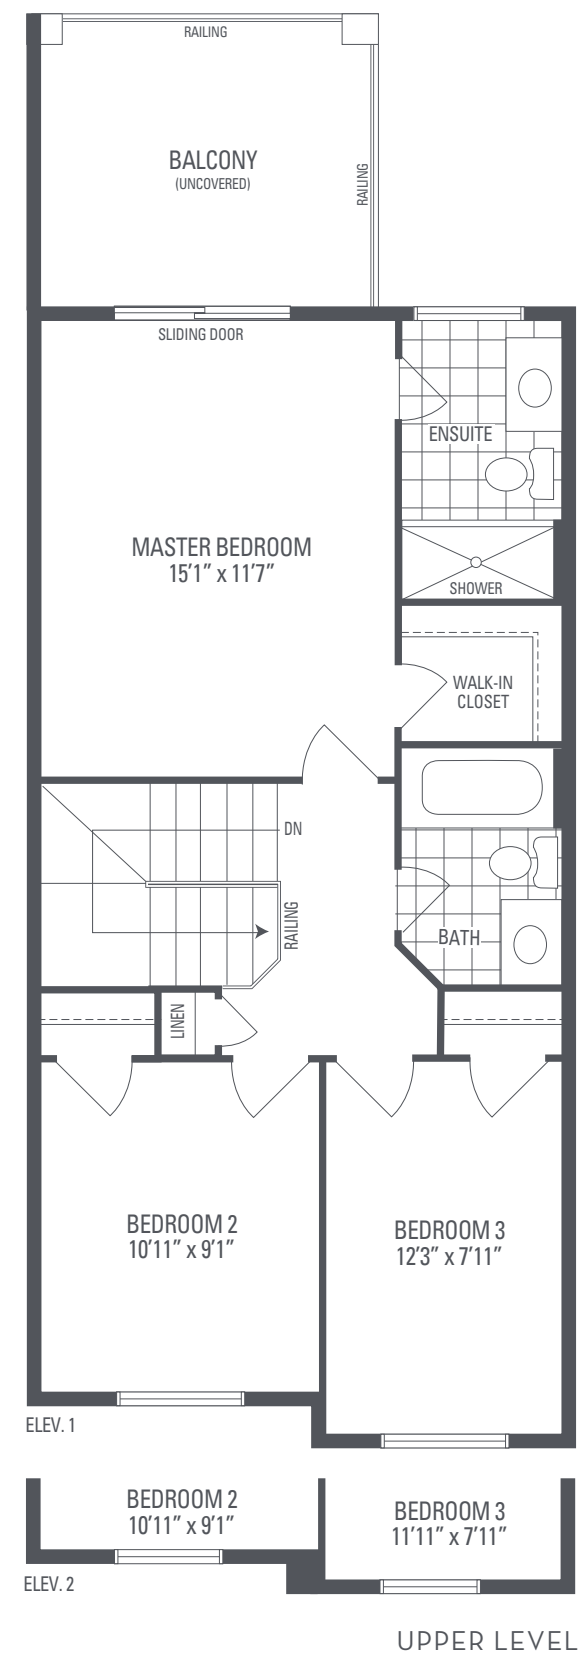 RAILING
BALCONY
(UNCOVERED)
RAILING
SLIDING DOOR
ENSUITE
MASTER BEDROOM
15'1" x 11'7"
SHOWER
WALK-IN
CLOSET
DN
RAILING
BATH
LINEN
BEDROOM 2
10'11" x 9'1"
BEDROOM 3
12'3" x 7'11"
ELEV. 1
BEDROOM 2
10'11" x 9'1"
BEDROOM 3
11'11" x 7'11"
ELEV. 2
UPPER LEVEL